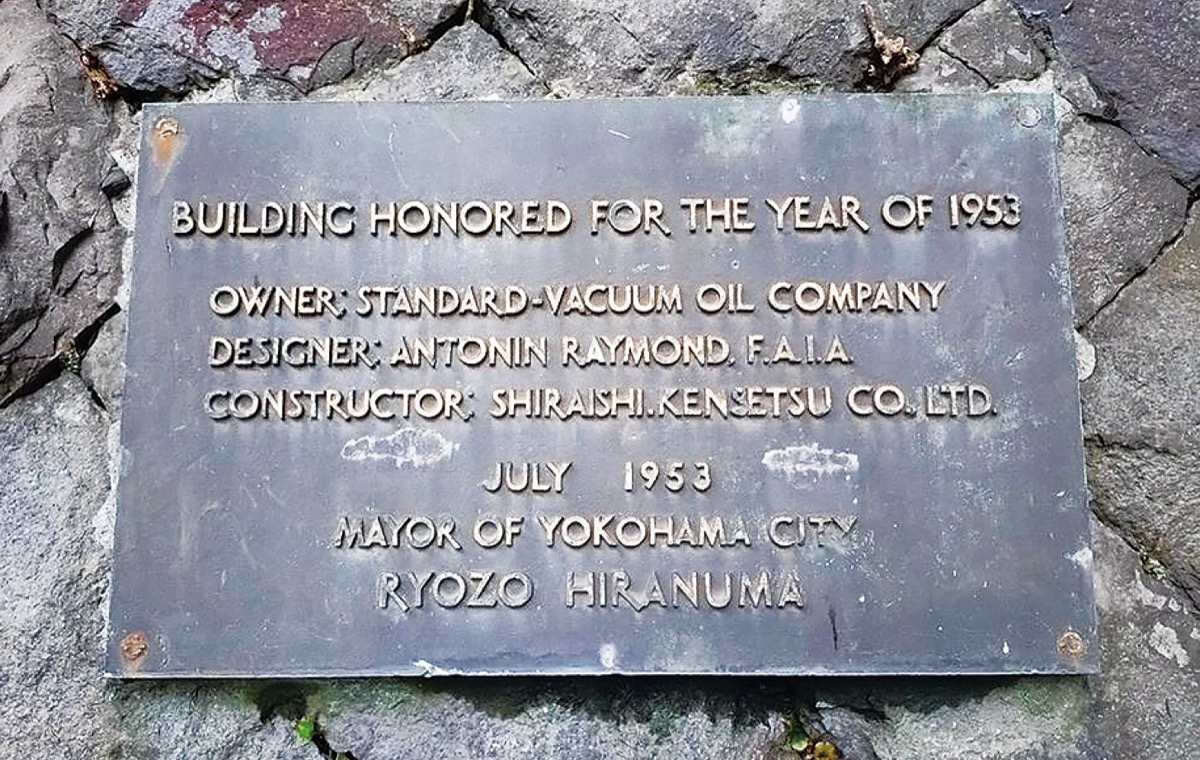 BUILDING HONORED FOR THE YEAR OF 1953
OWNER: STANDARD-VACUUM OIL COMPANY
DESIGNER: ANTONIN RAYMOND, F.A.I.A.
CONSTRUCTOR: SHIRAISHI.KENSETSU CO. LTD.
JULY 1953
MAYOR OF YOKOHAMA CITY
RYOZO HIRANUMA